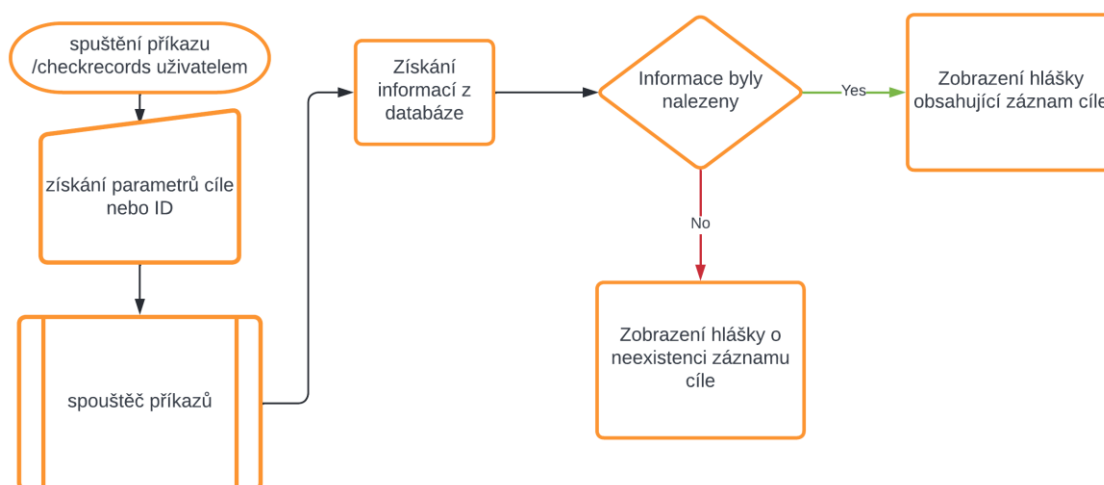 spuštění příkazu
/checkrecords uživatelem
získání parametrů cíle
nebo ID
spouštěč příkazů
Získání
informací z
databáze
Informace byly
nalezeny
Yes
Zobrazení hlášky
obsahující záznam cíle
No
Zobrazení hlášky o
neexistenci záznamu
cíle